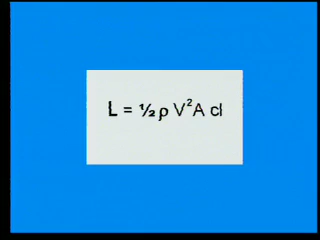 L = ½ ρ V²A cl